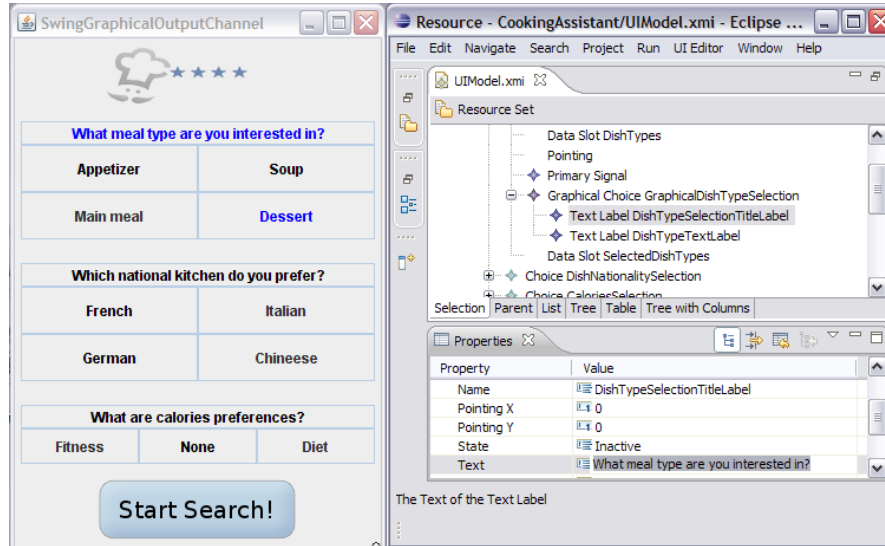 SwingGraphicalOutputChannel
What meal type are you interested in?
Appetizer Soup
Main meal Dessert
Which national kitchen do you prefer?
French Italian
German Chineese
What are calories preferences?
Fitness None Diet
Start Search!
Resource - CookingAssistant/UIModel.xmi - Eclipse ...
File Edit Navigate Search Project Run UI Editor Window Help
UIModel.xmi
Resource Set
Data Slot DishTypes
Pointing
Primary Signal
Graphical Choice GraphicalDishTypeSelection
Text Label DishTypeSelectionTitleLabel
Text Label DishTypeTextLabel
Data Slot SelectedDishTypes
Choice DishNationalitySelection
Choice CaloriesSelection
Selection Parent List Tree Table Tree with Columns
Properties
Property Value
Name DishTypeSelectionTitleLabel
Pointing X 0
Pointing Y 0
State Inactive
Text What meal type are you interested in?
The Text of the Text Label